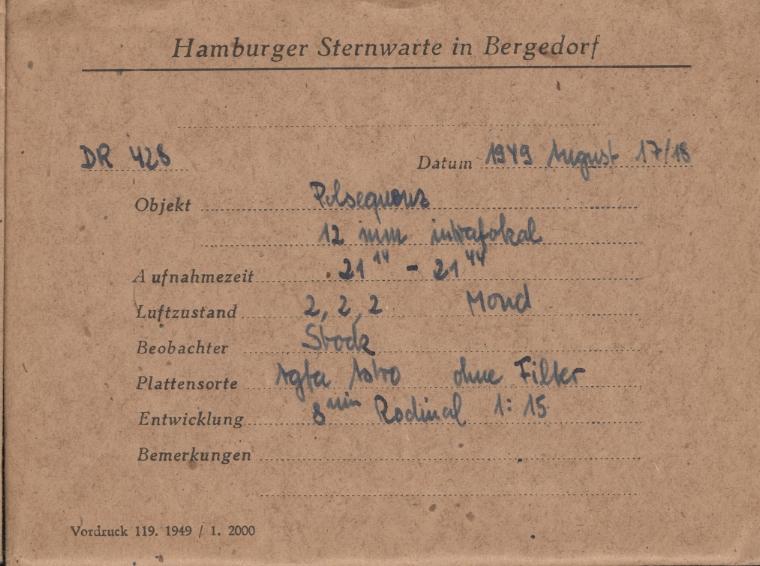 Hamburger Sternwarte in Bergedorf
DR 428 Datum 1949 August 17/18
Objekt Polsequenz
12 mm intrafokal
Aufnahmezeit 21 14 - 21 44
Luftzustand 2, 2, 2 Mond
Beobachter Stock
Plattensorte Agfa Astro ohne Filter
Entwicklung 8 min Rodinal 1:15
Bemerkungen
Vordruck 119. 1949 / 1. 2000